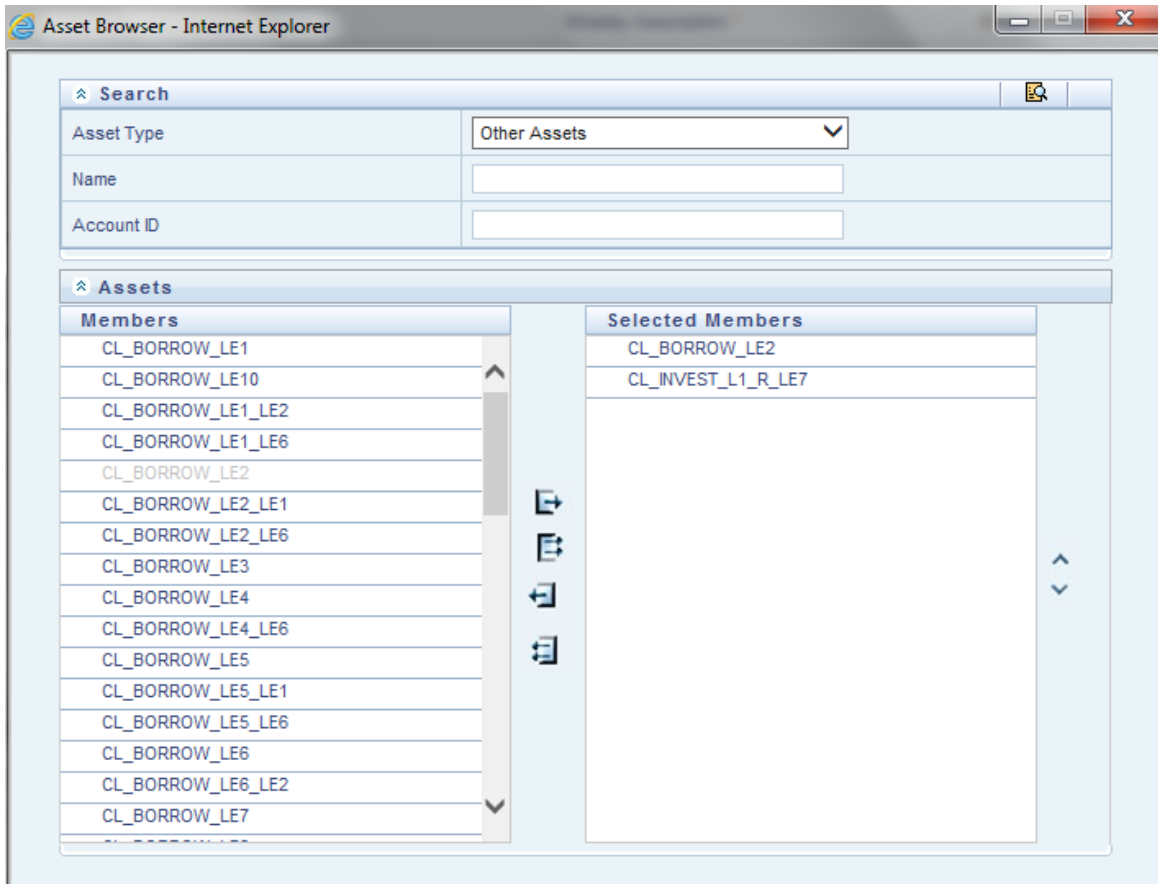 Asset Browser - Internet Explorer
Search
Asset Type
Other Assets
Name
Account ID
Assets
Members
Selected Members
CL_BORROW_LE1
CL_BORROW_LE2
CL_BORROW_LE10
CL_INVEST_L1_R_LE7
CL_BORROW_LE1_LE2
CL_BORROW_LE1_LE6
CL_BORROW_LE2
CL_BORROW_LE2_LE1
CL_BORROW_LE2_LE6
CL_BORROW_LE3
CL_BORROW_LE4
CL_BORROW_LE4_LE6
CL_BORROW_LE5
CL_BORROW_LE5_LE1
CL_BORROW_LE5_LE6
CL_BORROW_LE6
CL_BORROW_LE6_LE2
CL_BORROW_LE7